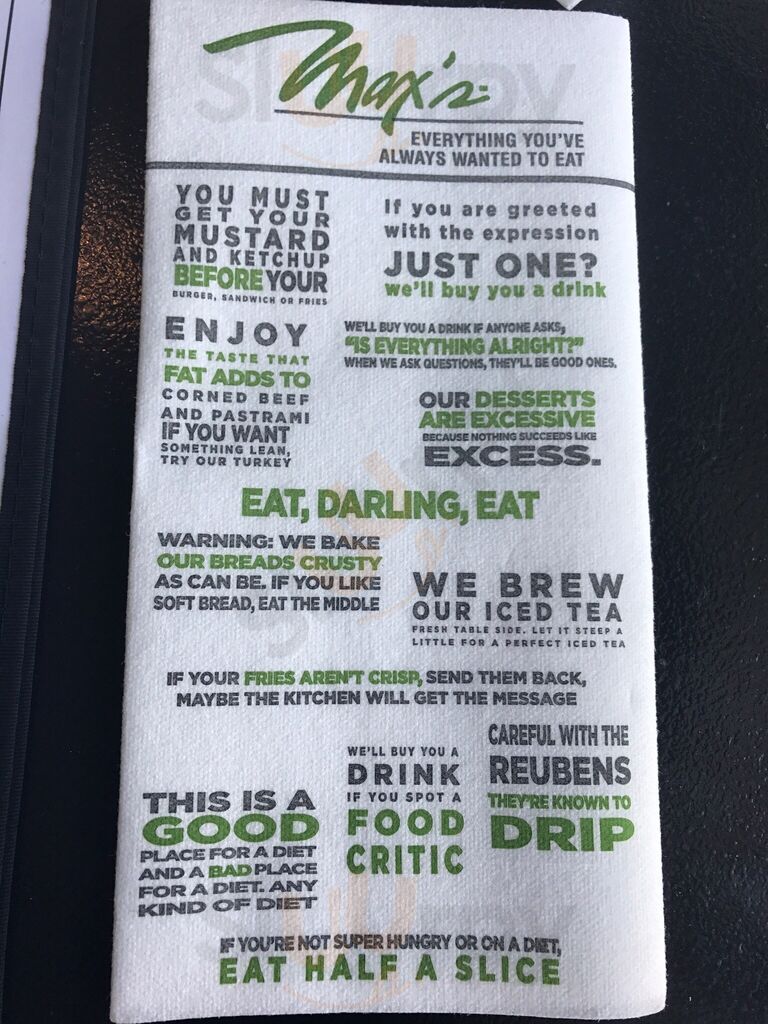 Max's
EVERYTHING YOU'VE
ALWAYS WANTED TO EAT
YOU MUST
GET YOUR
MUSTARD
AND KETCHUP
BEFORE YOUR
BURGER, SANDWICH OR FRIES
If you are greeted
with the expression
JUST ONE?
we'll buy you a drink
ENJOY
THE TASTE THAT
FAT ADDS TO
CORNED BEEF
AND PASTRAMI
IF YOU WANT
SOMETHING LEAN,
TRY OUR TURKEY
WE'LL BUY YOU A DRINK IF ANYONE ASKS,
"IS EVERYTHING ALRIGHT?"
WHEN WE ASK QUESTIONS, THEY'LL BE GOOD ONES.
OUR DESSERTS
ARE EXCESSIVE
BECAUSE NOTHING SUCCEEDS LIKE
EXCESS.
EAT, DARLING, EAT
WARNING: WE BAKE
OUR BREADS CRUSTY
AS CAN BE. IF YOU LIKE
SOFT BREAD, EAT THE MIDDLE
WE BREW
OUR ICED TEA
FRESH TABLE SIDE. LET IT STEEP A
LITTLE FOR A PERFECT ICED TEA
IF YOUR FRIES AREN'T CRISP, SEND THEM BACK,
MAYBE THE KITCHEN WILL GET THE MESSAGE
THIS IS A
GOOD
PLACE FOR A DIET
AND A BAD PLACE
FOR A DIET. ANY
KIND OF DIET
WE'LL BUY YOU A
DRINK
IF YOU SPOT A
FOOD
CRITIC
CAREFUL WITH THE
REUBENS
THEY'RE KNOWN TO
DRIP
IF YOU'RE NOT SUPER HUNGRY OR ON A DIET,
EAT HALF A SLICE